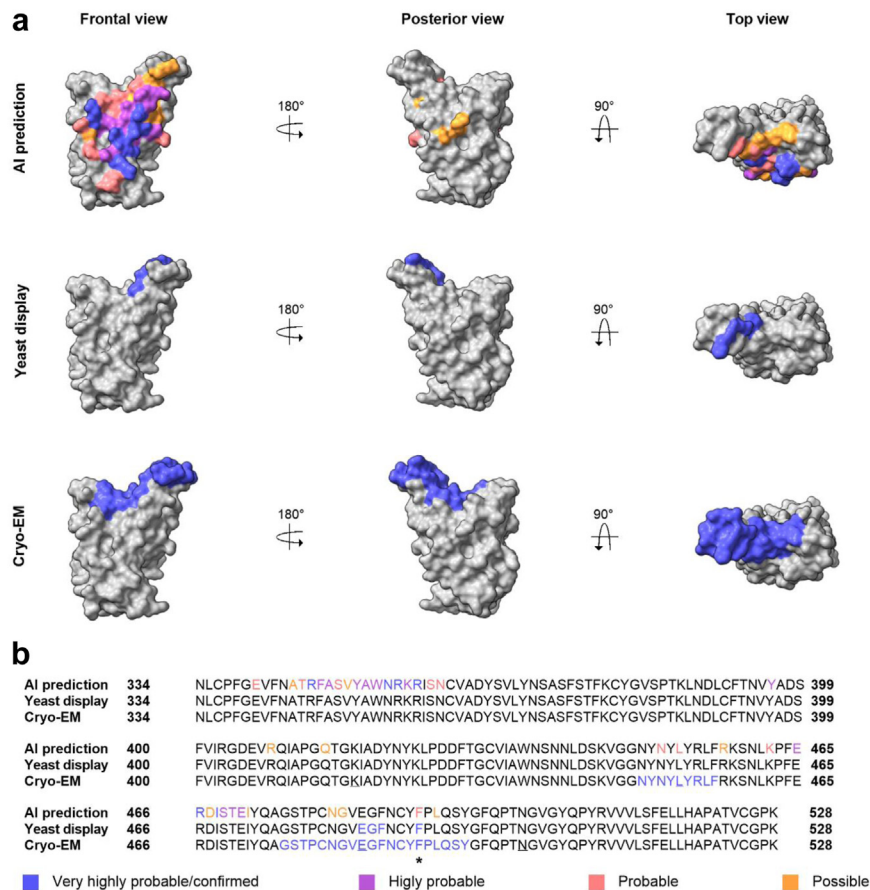 a
Frontal view Posterior view Top view
AI prediction
180°
90°
Yeast display
180°
90°
Cryo-EM
180°
90°
b
AI prediction 334 NLCPFGEVFNATRFASVYAWNRKRISNCVADYSVLYNSASFSTFKCYGVSPTKLNDLCFTNVYADS 399
Yeast display 334 NLCPFGEVFNATRFASVYAWNRKRISNCVADYSVLYNSASFSTFKCYGVSPTKLNDLCFTNVYADS 399
Cryo-EM 334 NLCPFGEVFNATRFASVYAWNRKRISNCVADYSVLYNSASFSTFKCYGVSPTKLNDLCFTNVYADS 399
AI prediction 400 FVIRGDEVRQIAPGQTGKIADYNYKLPDDFTGCVIAWNSNNLDSKVGGNYNYLYRLFRKSNLKPFE 465
Yeast display 400 FVIRGDEVRQIAPGQTGKIADYNYKLPDDFTGCVIAWNSNNLDSKVGGNYNYLYRLFRKSNLKPFE 465
Cryo-EM 400 FVIRGDEVRQIAPGQTGKIADYNYKLPDDFTGCVIAWNSNNLDSKVGGNYNYLYRLFRKSNLKPFE 465
AI prediction 466 RDISTEIYQAGSTPCNGVEGFNCYFPLQSYGFQPTNGVGYQPYRVVVLSFELLHAPATVCGPK 528
Yeast display 466 RDISTEIYQAGSTPCNGVEGFNCYFPLQSYGFQPTNGVGYQPYRVVVLSFELLHAPATVCGPK 528
Cryo-EM 466 RDISTEIYQAGSTPCNGVEGFNCYFPLQSYGFQPTNGVGYQPYRVVVLSFELLHAPATVCGPK 528
*
Very highly probable/confirmed Higly probable Probable Possible